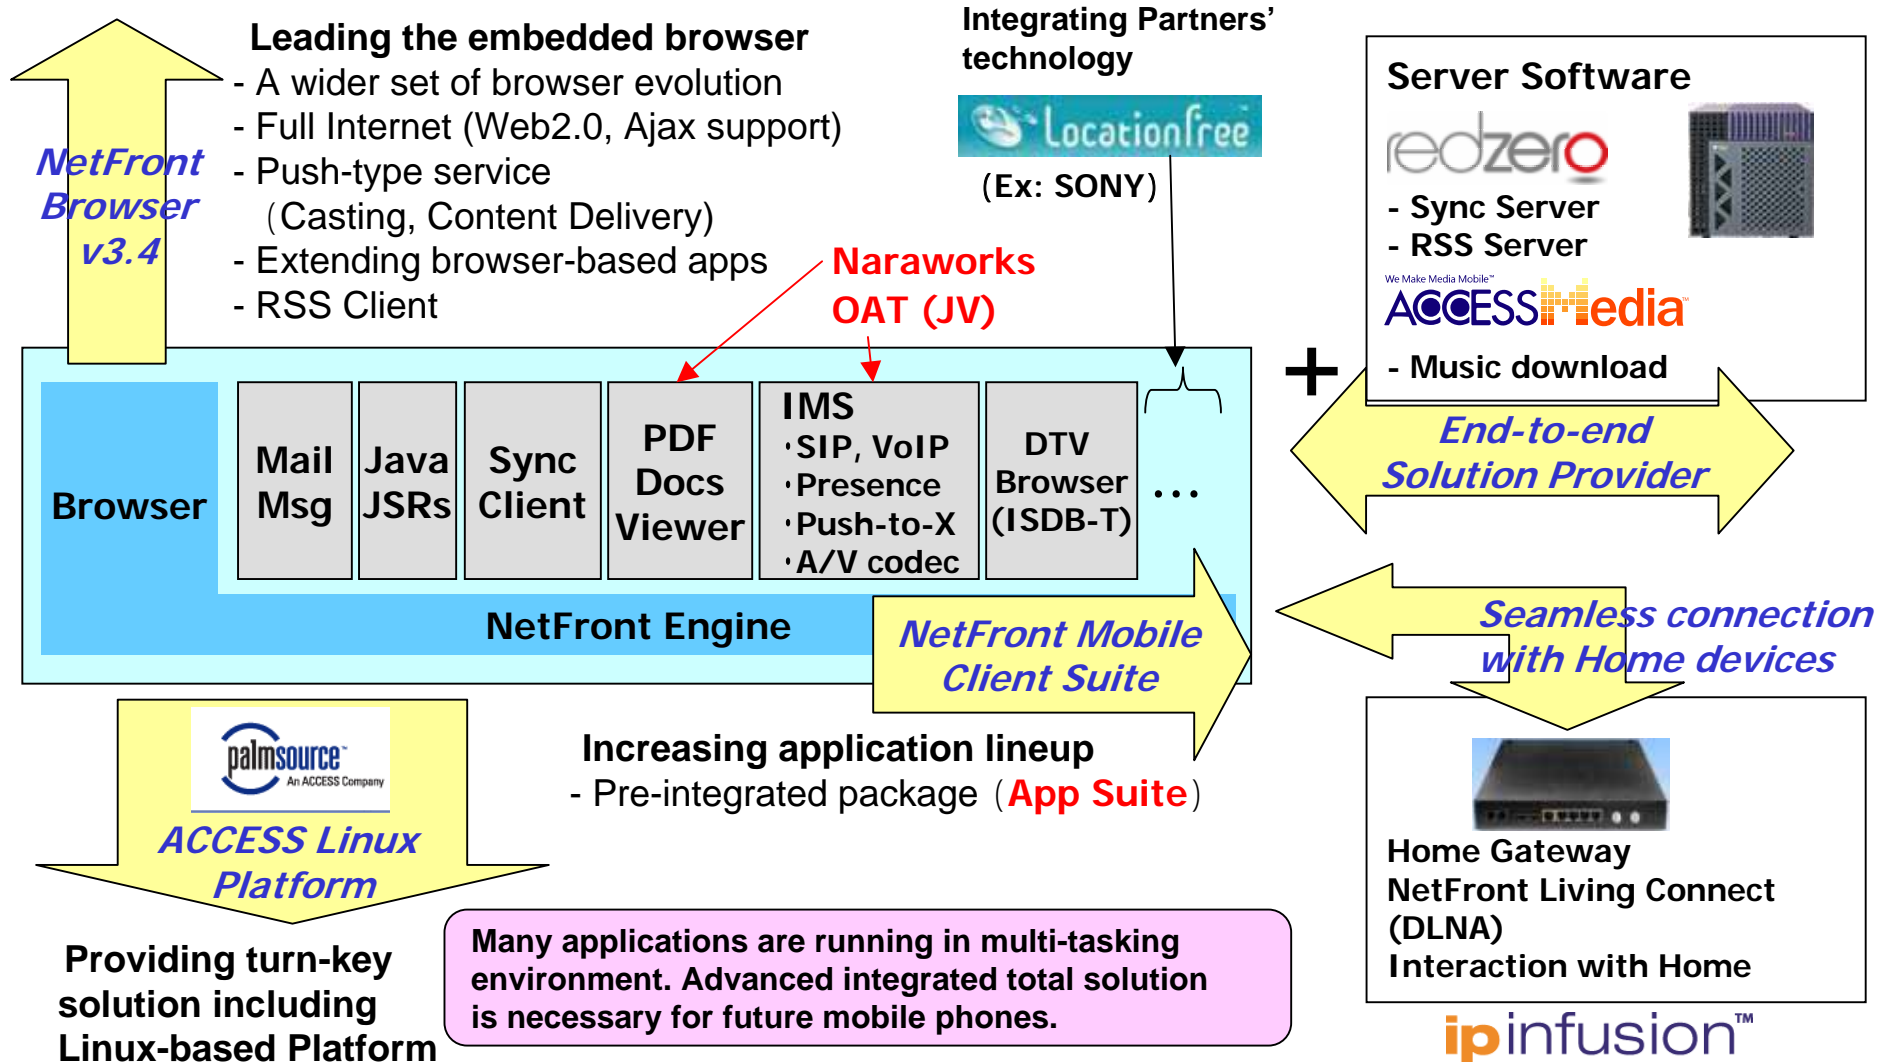 Leading the embedded browser
- A wider set of browser evolution
- Full Internet (Web2.0, Ajax support)
- Push-type service
(Casting, Content Delivery)
- Extending browser-based apps
- RSS Client
NetFront
Browser
v3.4
Integrating Partners'
technology
Locationfree
(Ex: SONY)
Naraworks
OAT (JV)
Server Software
redzero
- Sync Server
- RSS Server
We Make Media Mobile™
ACCESS Media™
- Music download
+
End-to-end
Solution Provider
Browser
Mail
Msg
Java
JSRs
Sync
Client
PDF
Docs
Viewer
IMS
・SIP, VoIP
・Presence
・Push-to-X
・A/V codec
DTV
Browser
(ISDB-T)
...
NetFront Engine
NetFront Mobile
Client Suite
Seamless connection
with Home devices
palmsource™
An ACCESS Company
ACCESS Linux
Platform
Increasing application lineup
- Pre-integrated package (App Suite)
Home Gateway
NetFront Living Connect
(DLNA)
Interaction with Home
Providing turn-key
solution including
Linux-based Platform
Many applications are running in multi-tasking
environment. Advanced integrated total solution
is necessary for future mobile phones.
ipinfusion™